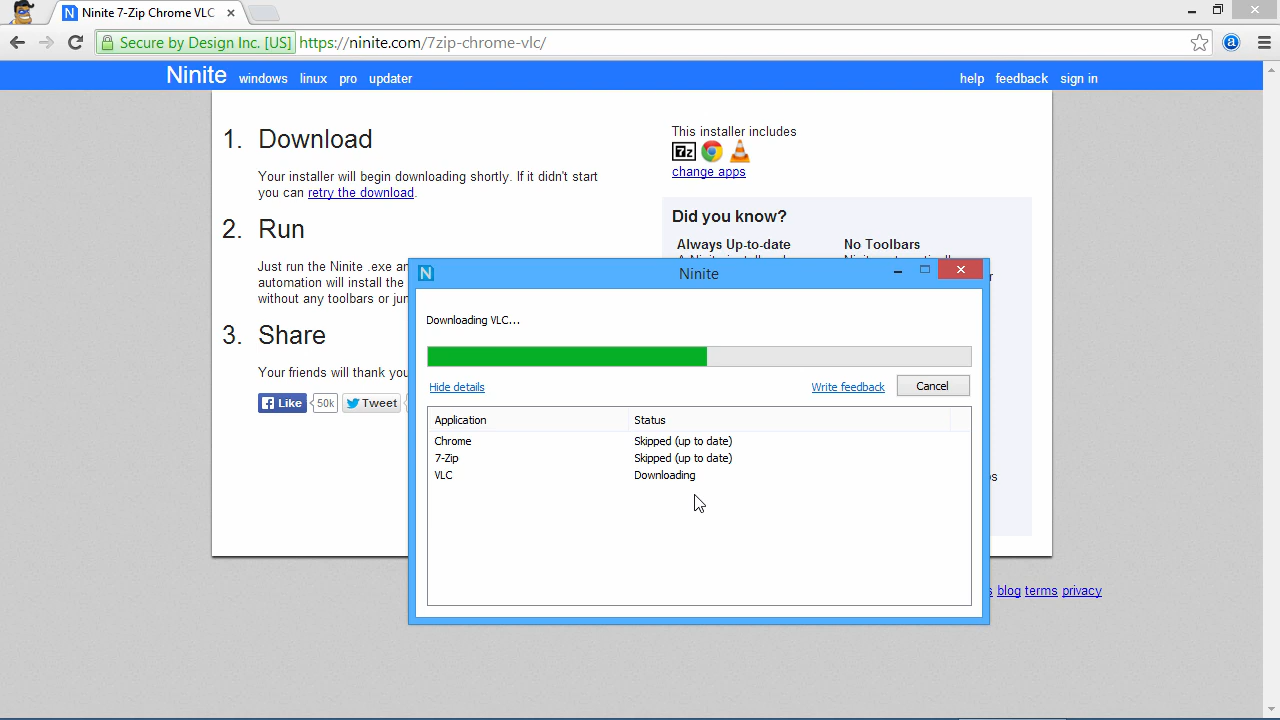 Ninite 7-Zip Chrome VLC
Secure by Design Inc. [US] https://ninite.com/7zip-chrome-vlc/
Ninite windows linux pro updater help feedback sign in
1. Download
Your installer will begin downloading shortly. If it didn't start
you can retry the download.
2. Run
Just run the Ninite .exe
automation will install the
without any toolbars or
3. Share
Your friends will thank you
Like 50k Tweet
This installer includes
7z
change apps
Did you know?
Always Up-to-date No Toolbars
Ninite
Downloading VLC...
Hide details Write feedback Cancel
Application Status
Chrome Skipped (up to date)
7-Zip Skipped (up to date)
VLC Downloading
blog terms privacy